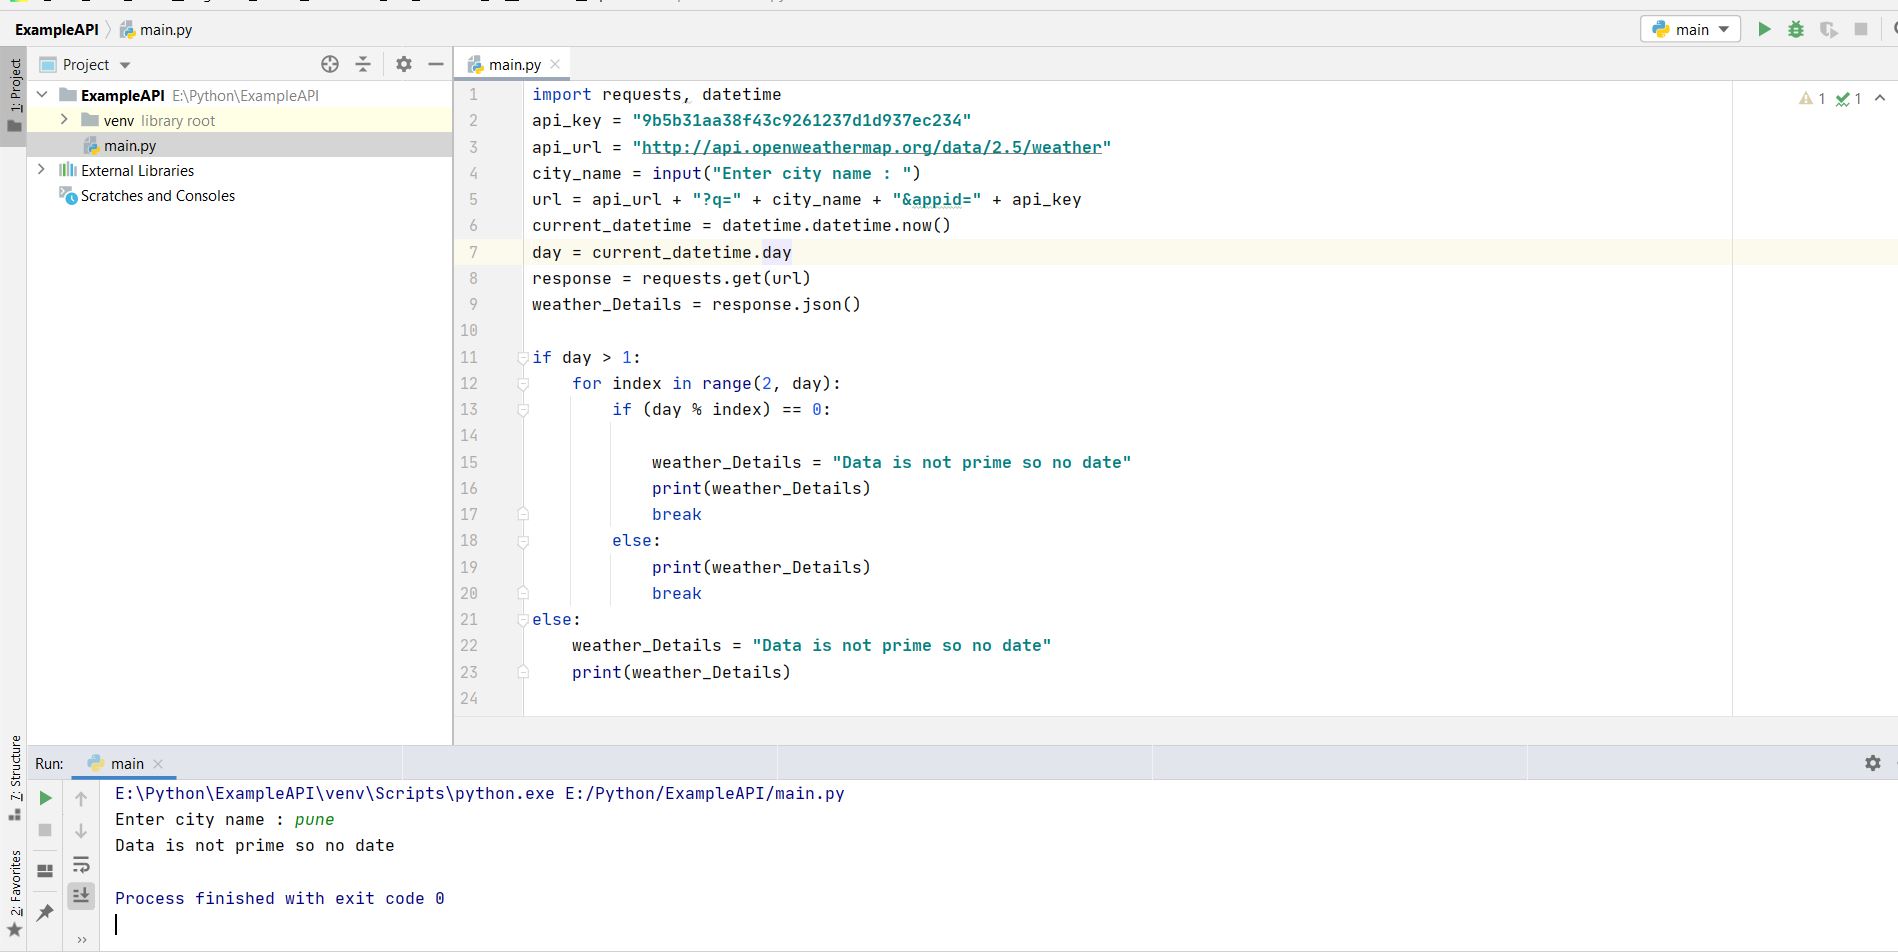 ExampleAPI
main.py
main
1: Project
Project
ExampleAPI E:\Python\ExampleAPI
venv library root
main.py
External Libraries
Scratches and Consoles
main.py
1 1
1 import requests, datetime
2 api_key = "9b5b31aa38f43c9261237d1d937ec234"
3 api_url = "http://api.openweathermap.org/data/2.5/weather"
4 city_name = input("Enter city name : ")
5 url = api_url + "?q=" + city_name + "&appid=" + api_key
6 current_datetime = datetime.datetime.now()
7 day = current_datetime.day
8 response = requests.get(url)
9 weather_Details = response.json()
10
11 if day > 1:
12     for index in range(2, day):
13         if (day % index) == 0:
14
15             weather_Details = "Data is not prime so no date"
16             print(weather_Details)
17             break
18         else:
19             print(weather_Details)
20             break
21 else:
22     weather_Details = "Data is not prime so no date"
23     print(weather_Details)
24
7: Structure
2: Favorites
Run: main
E:\Python\ExampleAPI\venv\Scripts\python.exe E:/Python/ExampleAPI/main.py
Enter city name : pune
Data is not prime so no date
Process finished with exit code 0